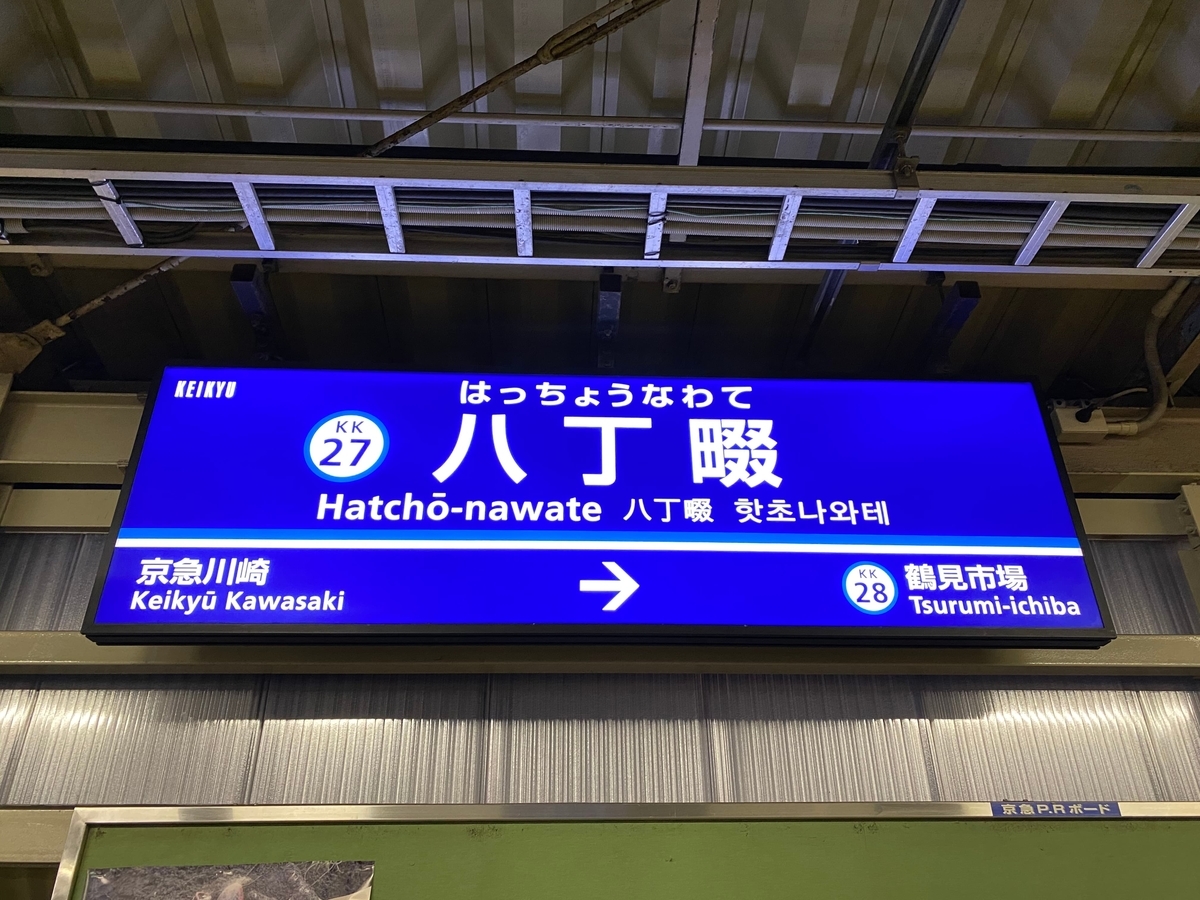 KEIKYU
はっちょうなわて
KK
27
八丁畷
Hatchō-nawate 八丁畷 핫초나와테
京急川崎
Keikyū Kawasaki
→
KK
28
鶴見市場
Tsurumi-ichiba
京急P.Rボード